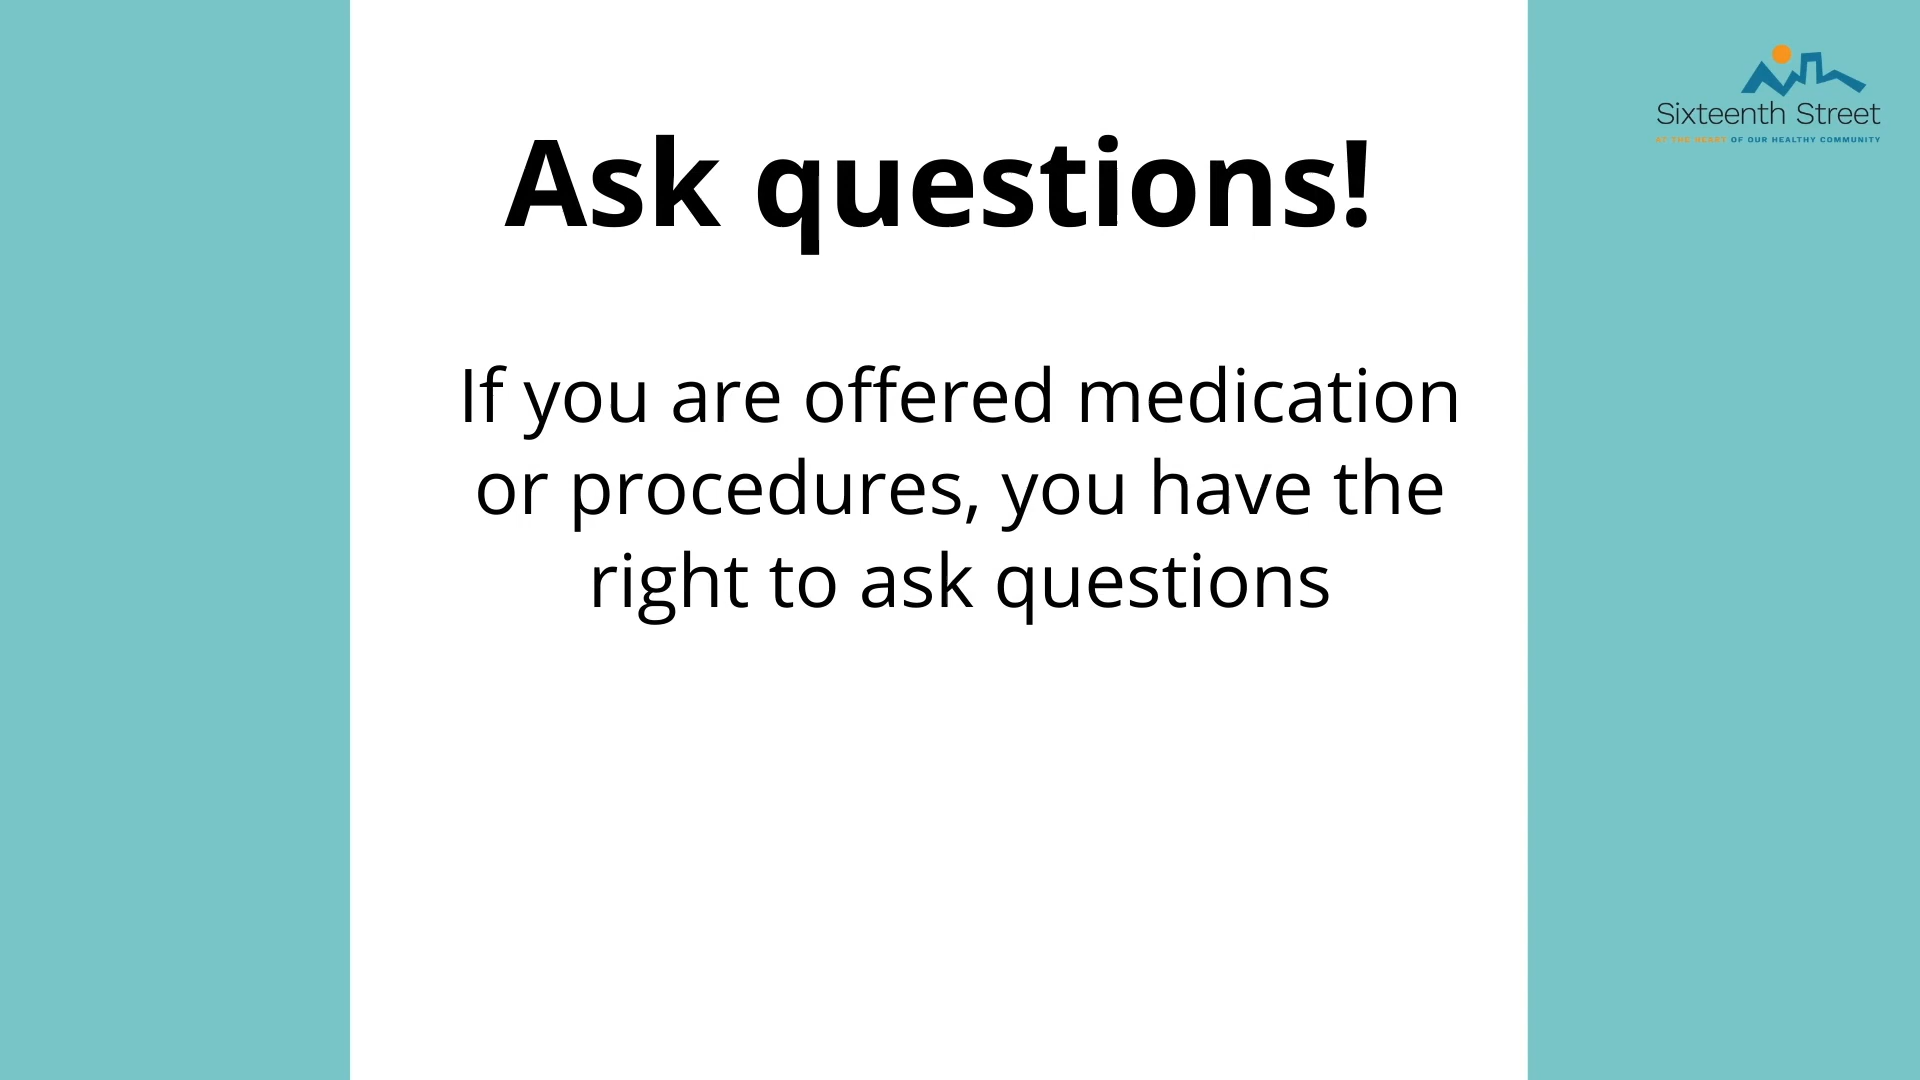 Sixteenth Street
AT THE HEART OF OUR HEALTHY COMMUNITY
Ask questions!
If you are offered medication
or procedures, you have the
right to ask questions